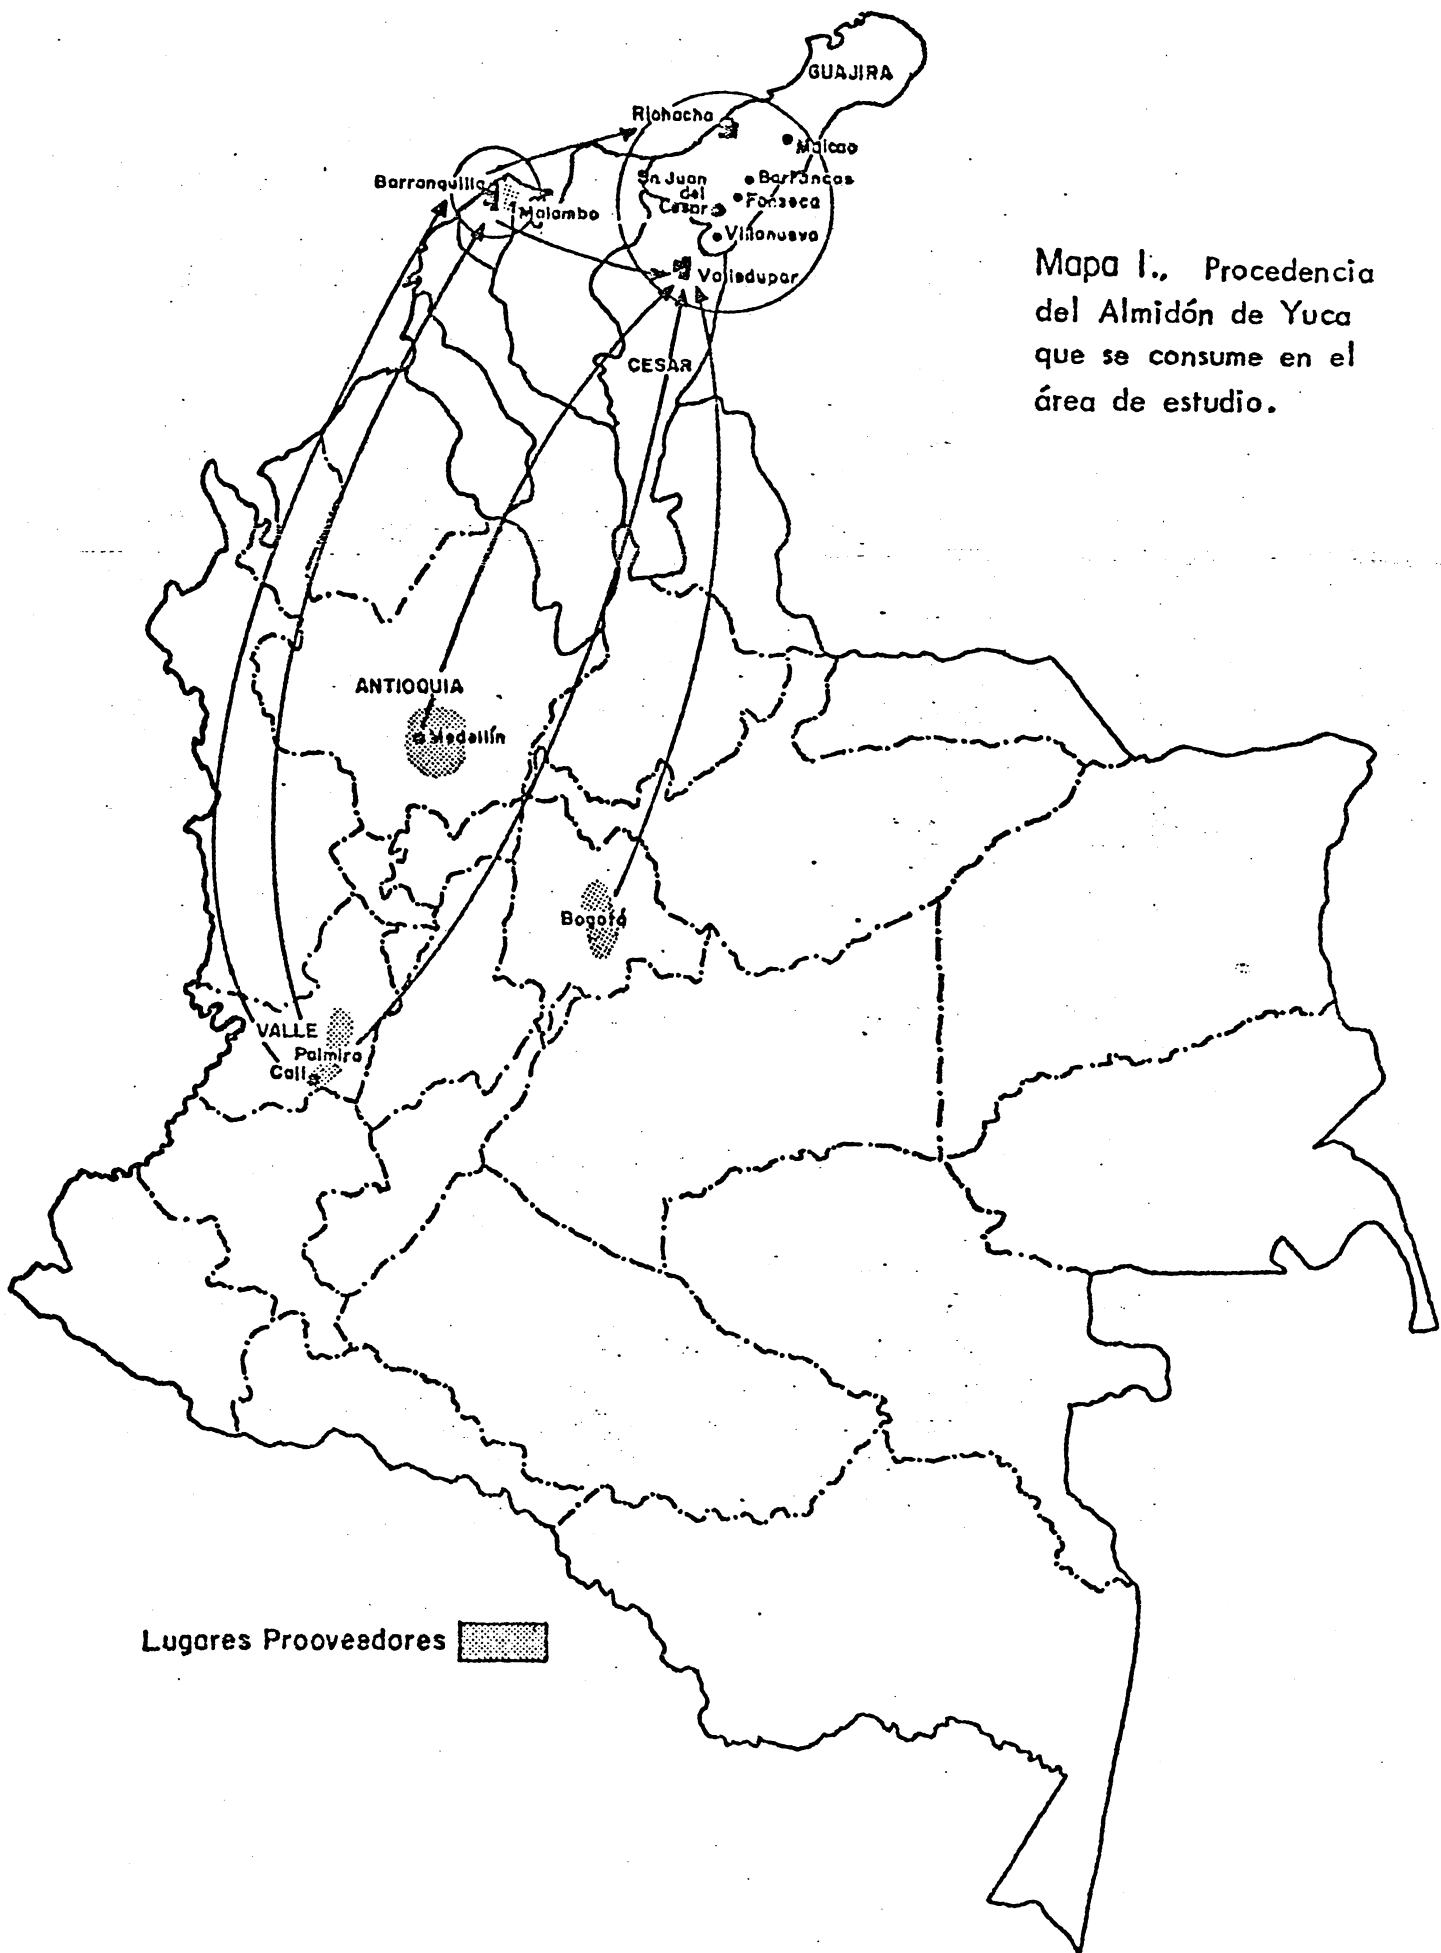 GUAJIRA
Riohacha
Maicao
Barranquilla
Sn Juan
del
Cesar
Barrancas
Fonseca
Malambo
Villanueva
Valledupar
Mapa I., Procedencia
del Almidón de Yuca
que se consume en el
área de estudio.
CESAR
ANTIOQUIA
Medellín
Bogotá
VALLE
Palmira
Cali
Lugares Prooveedores